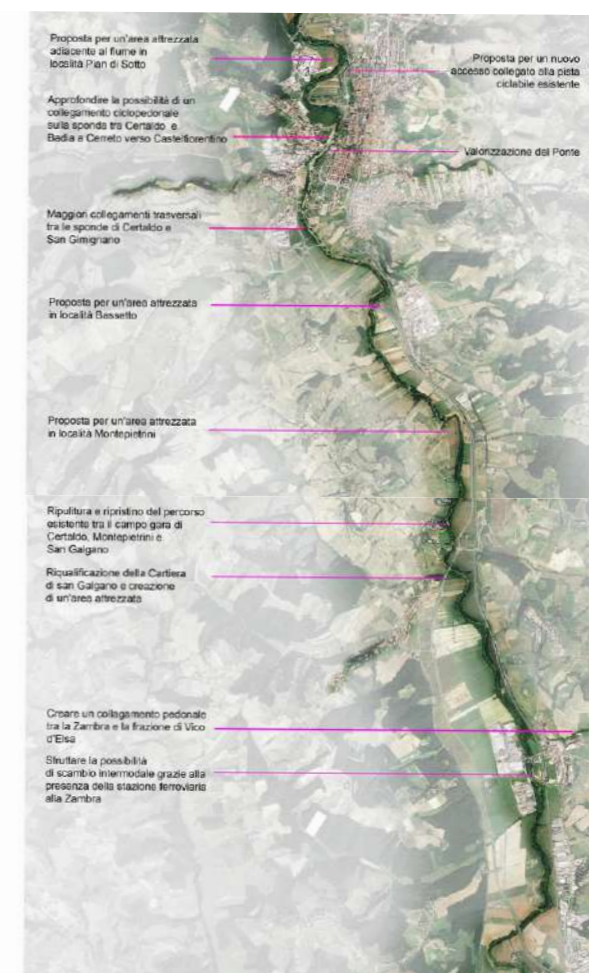 Proposta per un'area attrezzata
adiacente al fiume in
località Pian di Sotto
Proposta per un nuovo
accesso collegato alla pista
ciclabile esistente
Approfondire la possibilità di un
collegamento ciclopedonale
sulla sponda tra Certaldo e
Badia a Cerreto verso Castelfiorentino
Valorizzazione del Ponte
Maggiori collegamenti trasversali
tra le sponde di Certaldo e
San Gimignano
Proposta per un'area attrezzata
in località Bassetto
Proposta per un'area attrezzata
in località Montepietrini
Ripulitura e ripristino del percorso
esistente tra il campo gara di
Certaldo, Montepietrini e
San Galgano
Riqualificazione della Cartiera
di san Galgano e creazione
di un'area attrezzata
Creare un collagamento pedonale
tra la Zambra e la frazione di Vico
d'Elsa
Sfruttare la possibilità
di scambio intermodale grazie alla
presenza della stazione ferroviaria
alla Zambra